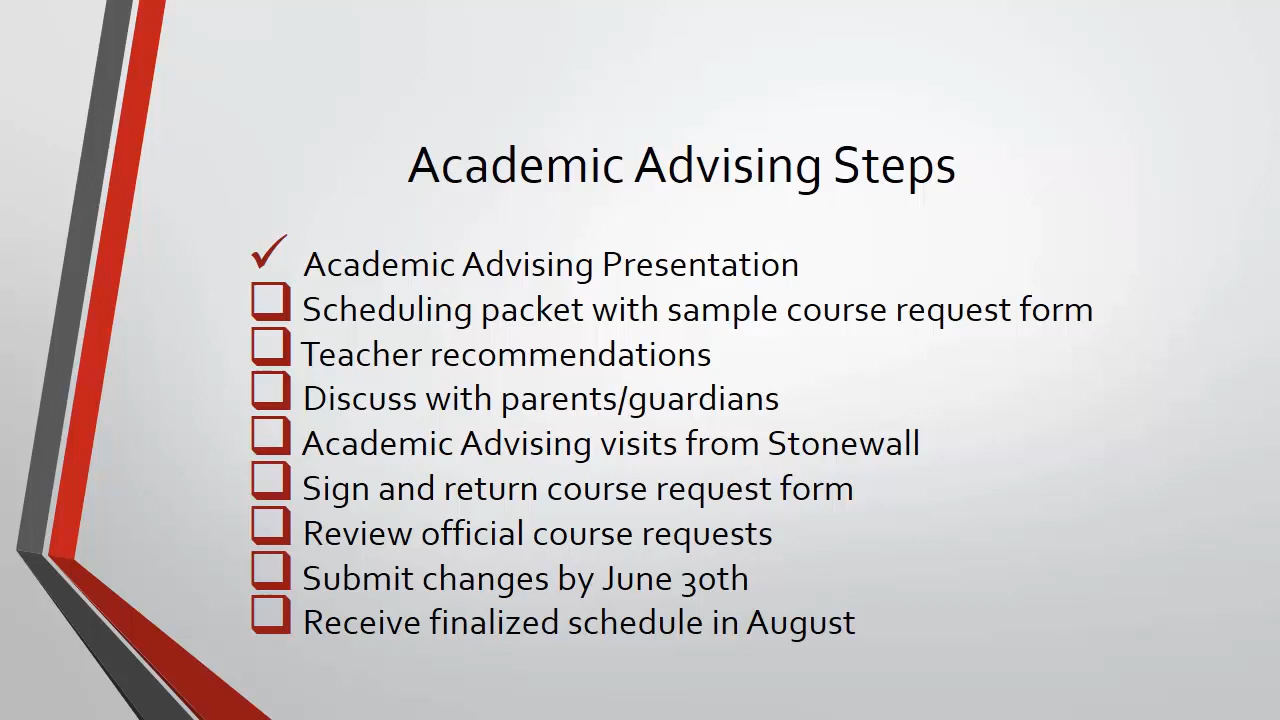 Academic Advising Steps
✓ Academic Advising Presentation
❑ Scheduling packet with sample course request form
❑ Teacher recommendations
❑ Discuss with parents/guardians
❑ Academic Advising visits from Stonewall
❑ Sign and return course request form
❑ Review official course requests
❑ Submit changes by June 30th
❑ Receive finalized schedule in August